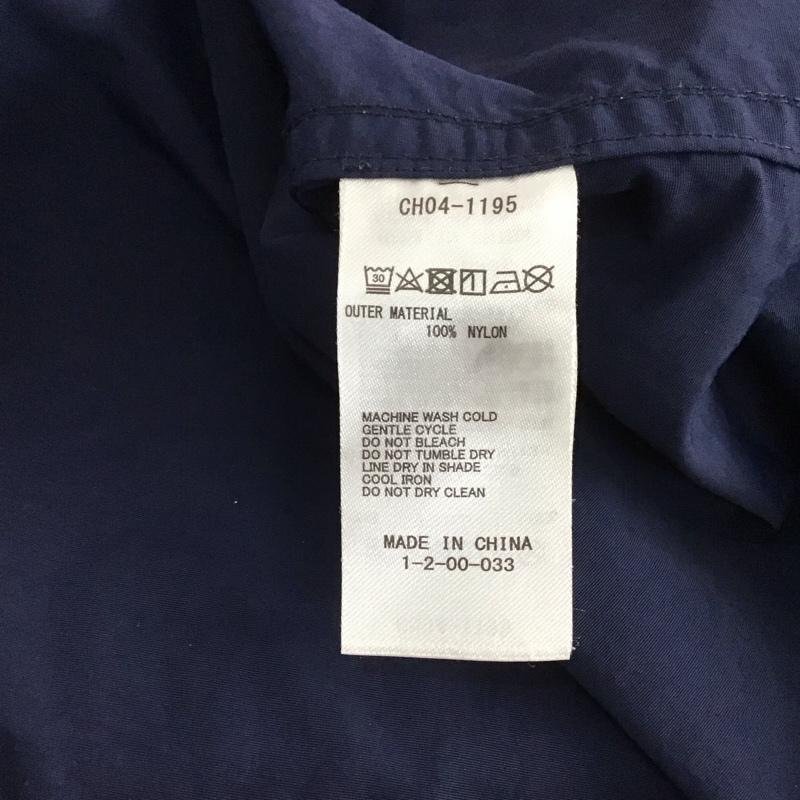 CH04-1195
30
OUTER MATERIAL
100% NYLON
MACHINE WASH COLD
GENTLE CYCLE
DO NOT BLEACH
DO NOT TUMBLE DRY
LINE DRY IN SHADE
COOL IRON
DO NOT DRY CLEAN
MADE IN CHINA
1-2-00-033